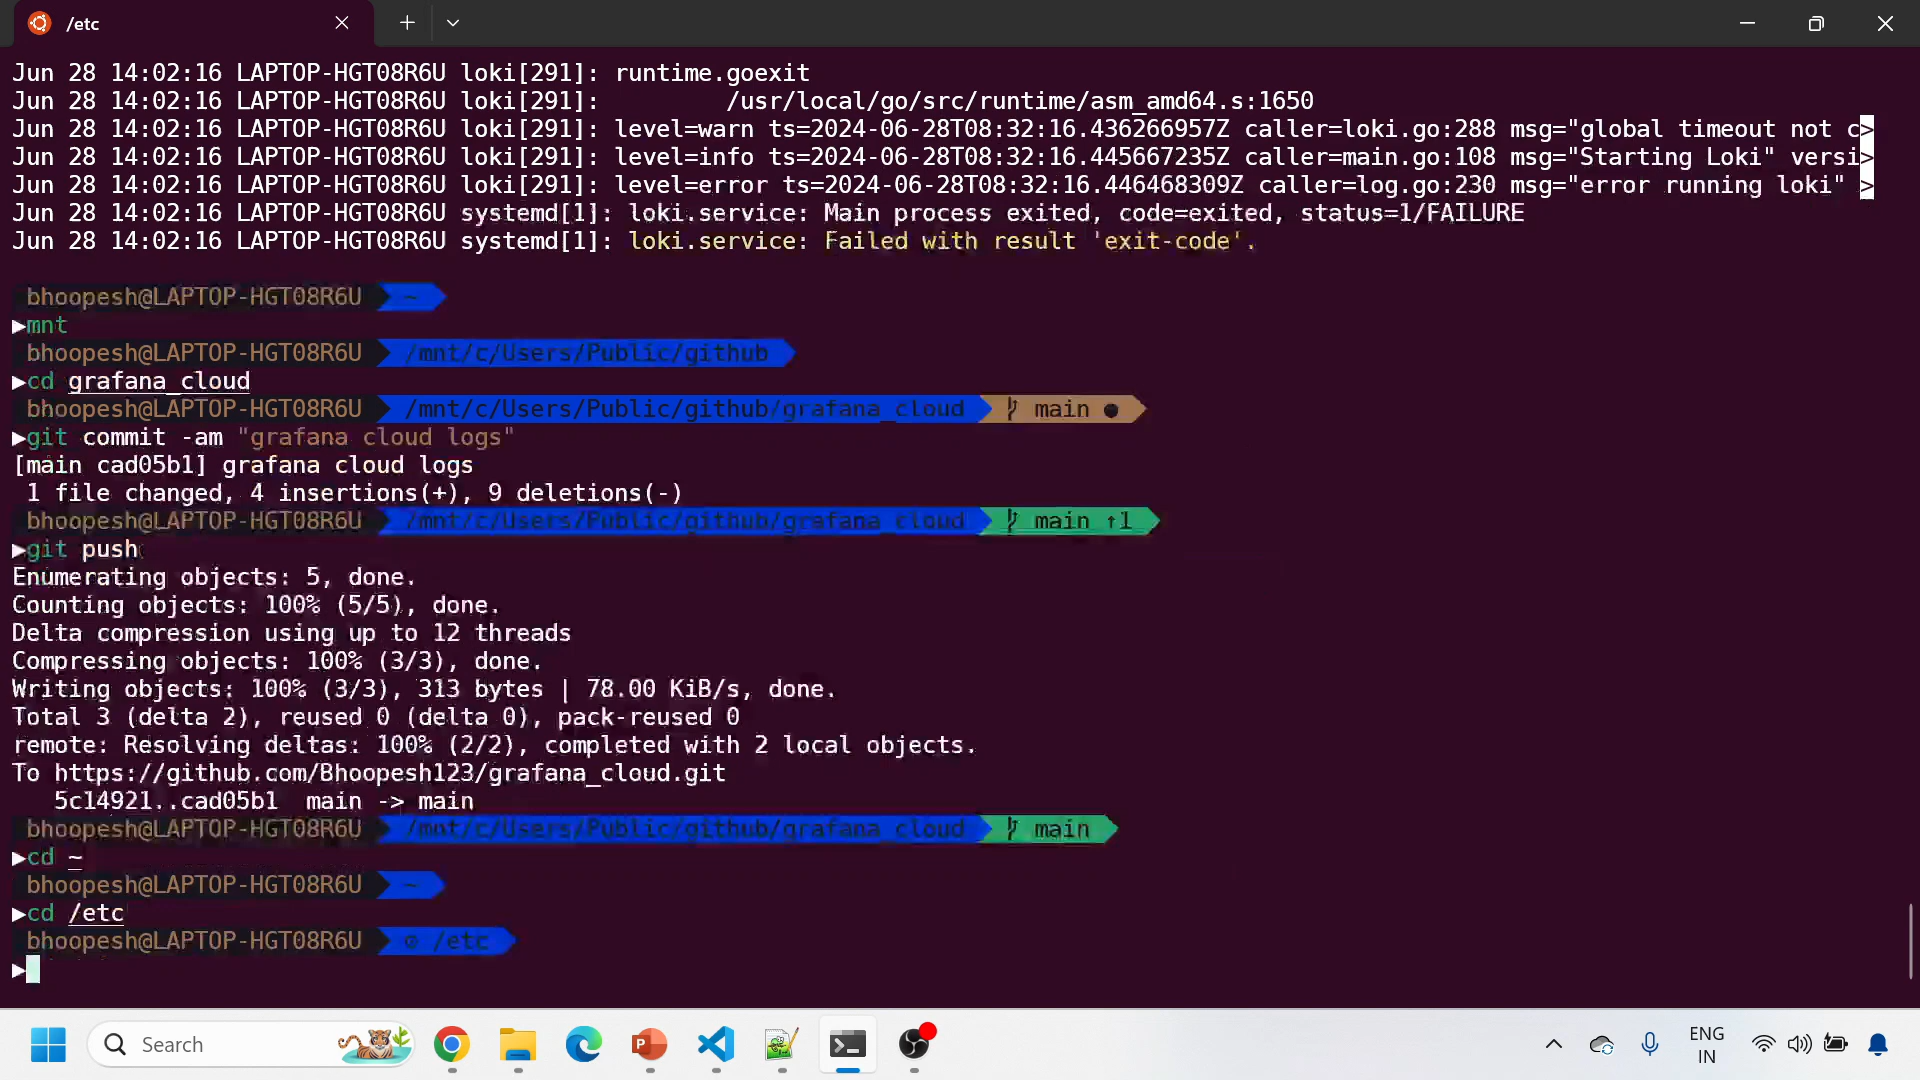 /etc
Jun 28 14:02:16 LAPTOP-HGT08R6U loki[291]: runtime.goexit
Jun 28 14:02:16 LAPTOP-HGT08R6U loki[291]:         /usr/local/go/src/runtime/asm_amd64.s:1650
Jun 28 14:02:16 LAPTOP-HGT08R6U loki[291]: level=warn ts=2024-06-28T08:32:16.436266957Z caller=loki.go:288 msg="global timeout not c>
Jun 28 14:02:16 LAPTOP-HGT08R6U loki[291]: level=info ts=2024-06-28T08:32:16.445667235Z caller=main.go:108 msg="Starting Loki" versi>
Jun 28 14:02:16 LAPTOP-HGT08R6U loki[291]: level=error ts=2024-06-28T08:32:16.446468309Z caller=log.go:230 msg="error running loki" >
Jun 28 14:02:16 LAPTOP-HGT08R6U systemd[1]: loki.service: Main process exited, code=exited, status=1/FAILURE
Jun 28 14:02:16 LAPTOP-HGT08R6U systemd[1]: loki.service: Failed with result 'exit-code'.
bhoopesh@LAPTOP-HGT08R6U ~
▶mnt
bhoopesh@LAPTOP-HGT08R6U /mnt/c/Users/Public/github
▶cd grafana_cloud
bhoopesh@LAPTOP-HGT08R6U /mnt/c/Users/Public/github/grafana_cloud main ●
▶git commit -am "grafana cloud logs"
[main cad05b1] grafana cloud logs
 1 file changed, 4 insertions(+), 9 deletions(-)
bhoopesh@LAPTOP-HGT08R6U /mnt/c/Users/Public/github/grafana_cloud main ↑1
▶git push
Enumerating objects: 5, done.
Counting objects: 100% (5/5), done.
Delta compression using up to 12 threads
Compressing objects: 100% (3/3), done.
Writing objects: 100% (3/3), 313 bytes | 78.00 KiB/s, done.
Total 3 (delta 2), reused 0 (delta 0), pack-reused 0
remote: Resolving deltas: 100% (2/2), completed with 2 local objects.
To https://github.com/Bhoopesh123/grafana_cloud.git
   5c14921..cad05b1  main -> main
bhoopesh@LAPTOP-HGT08R6U /mnt/c/Users/Public/github/grafana_cloud main
▶cd ~
bhoopesh@LAPTOP-HGT08R6U ~
▶cd /etc
bhoopesh@LAPTOP-HGT08R6U /etc
▶
Search
ENG
IN